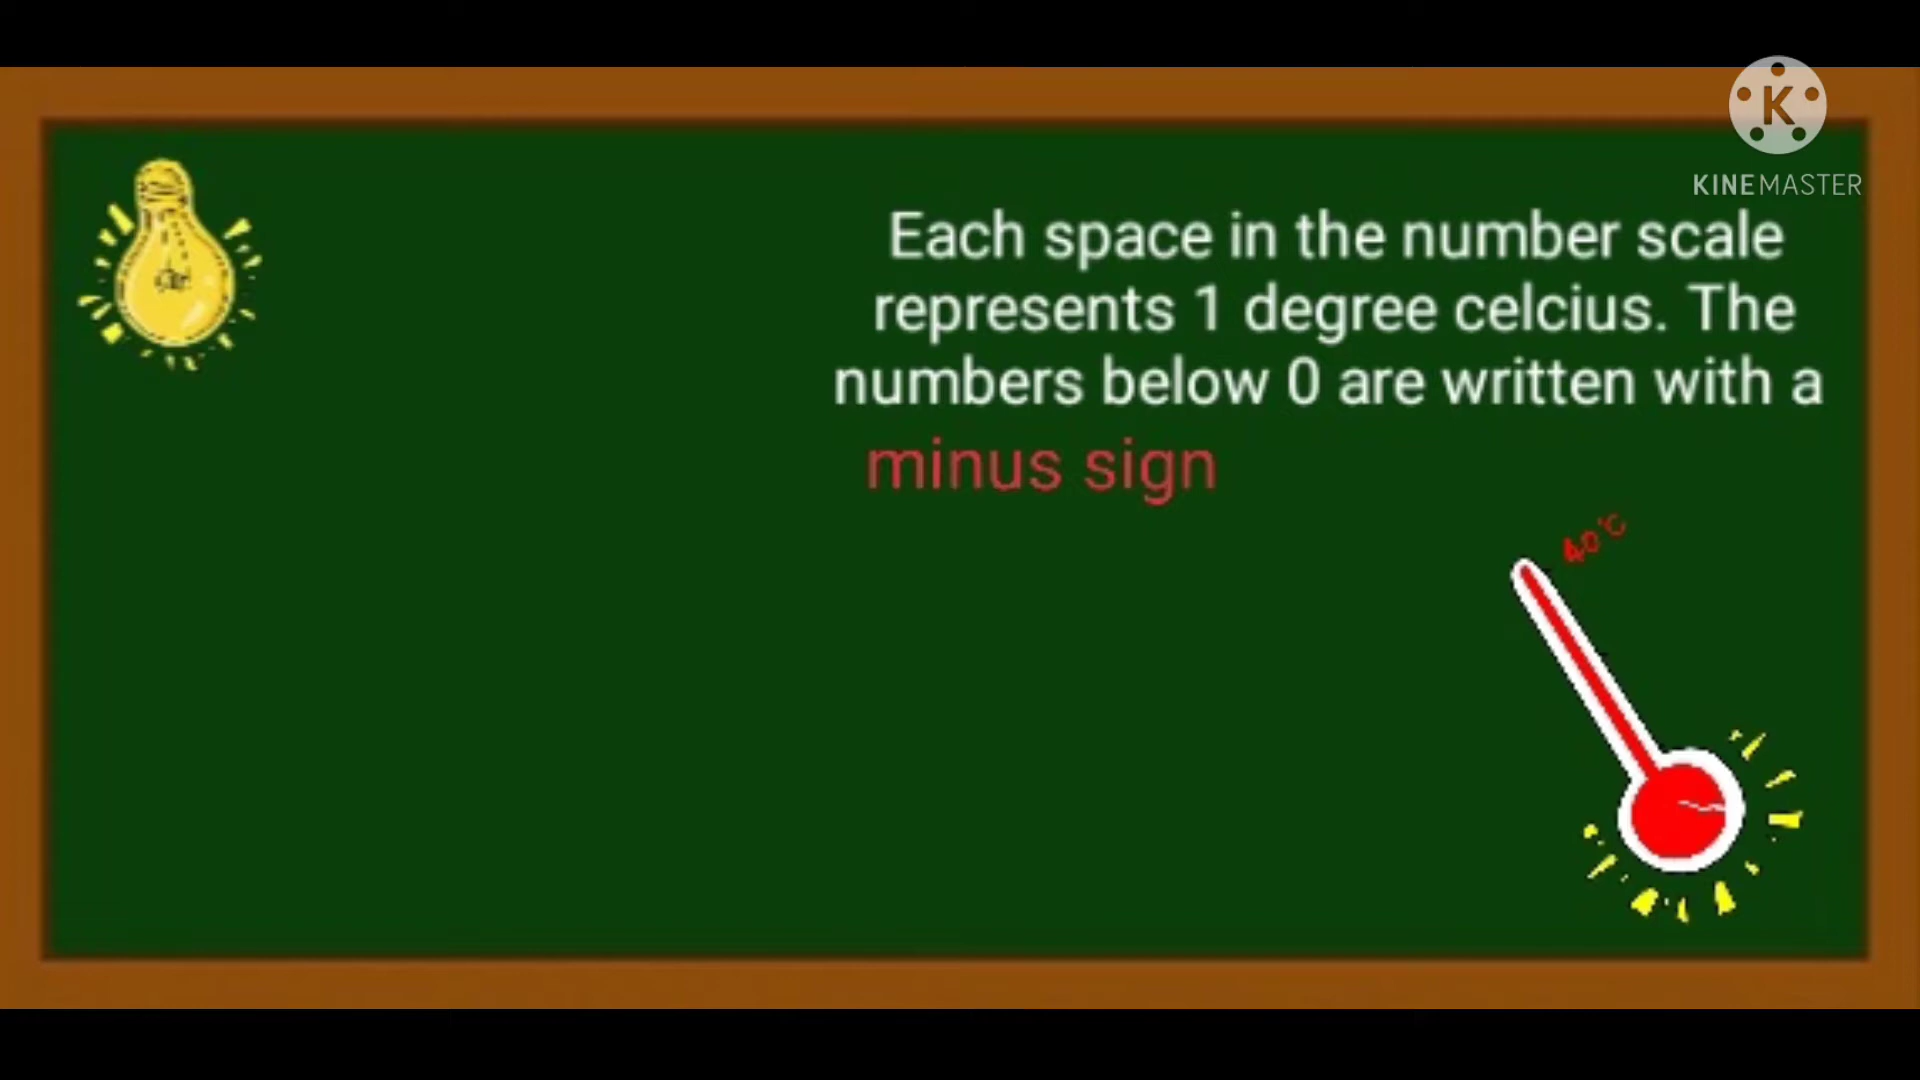 K
KINEMASTER
Each space in the number scale
represents 1 degree celcius. The
numbers below 0 are written with a
minus sign
40°C